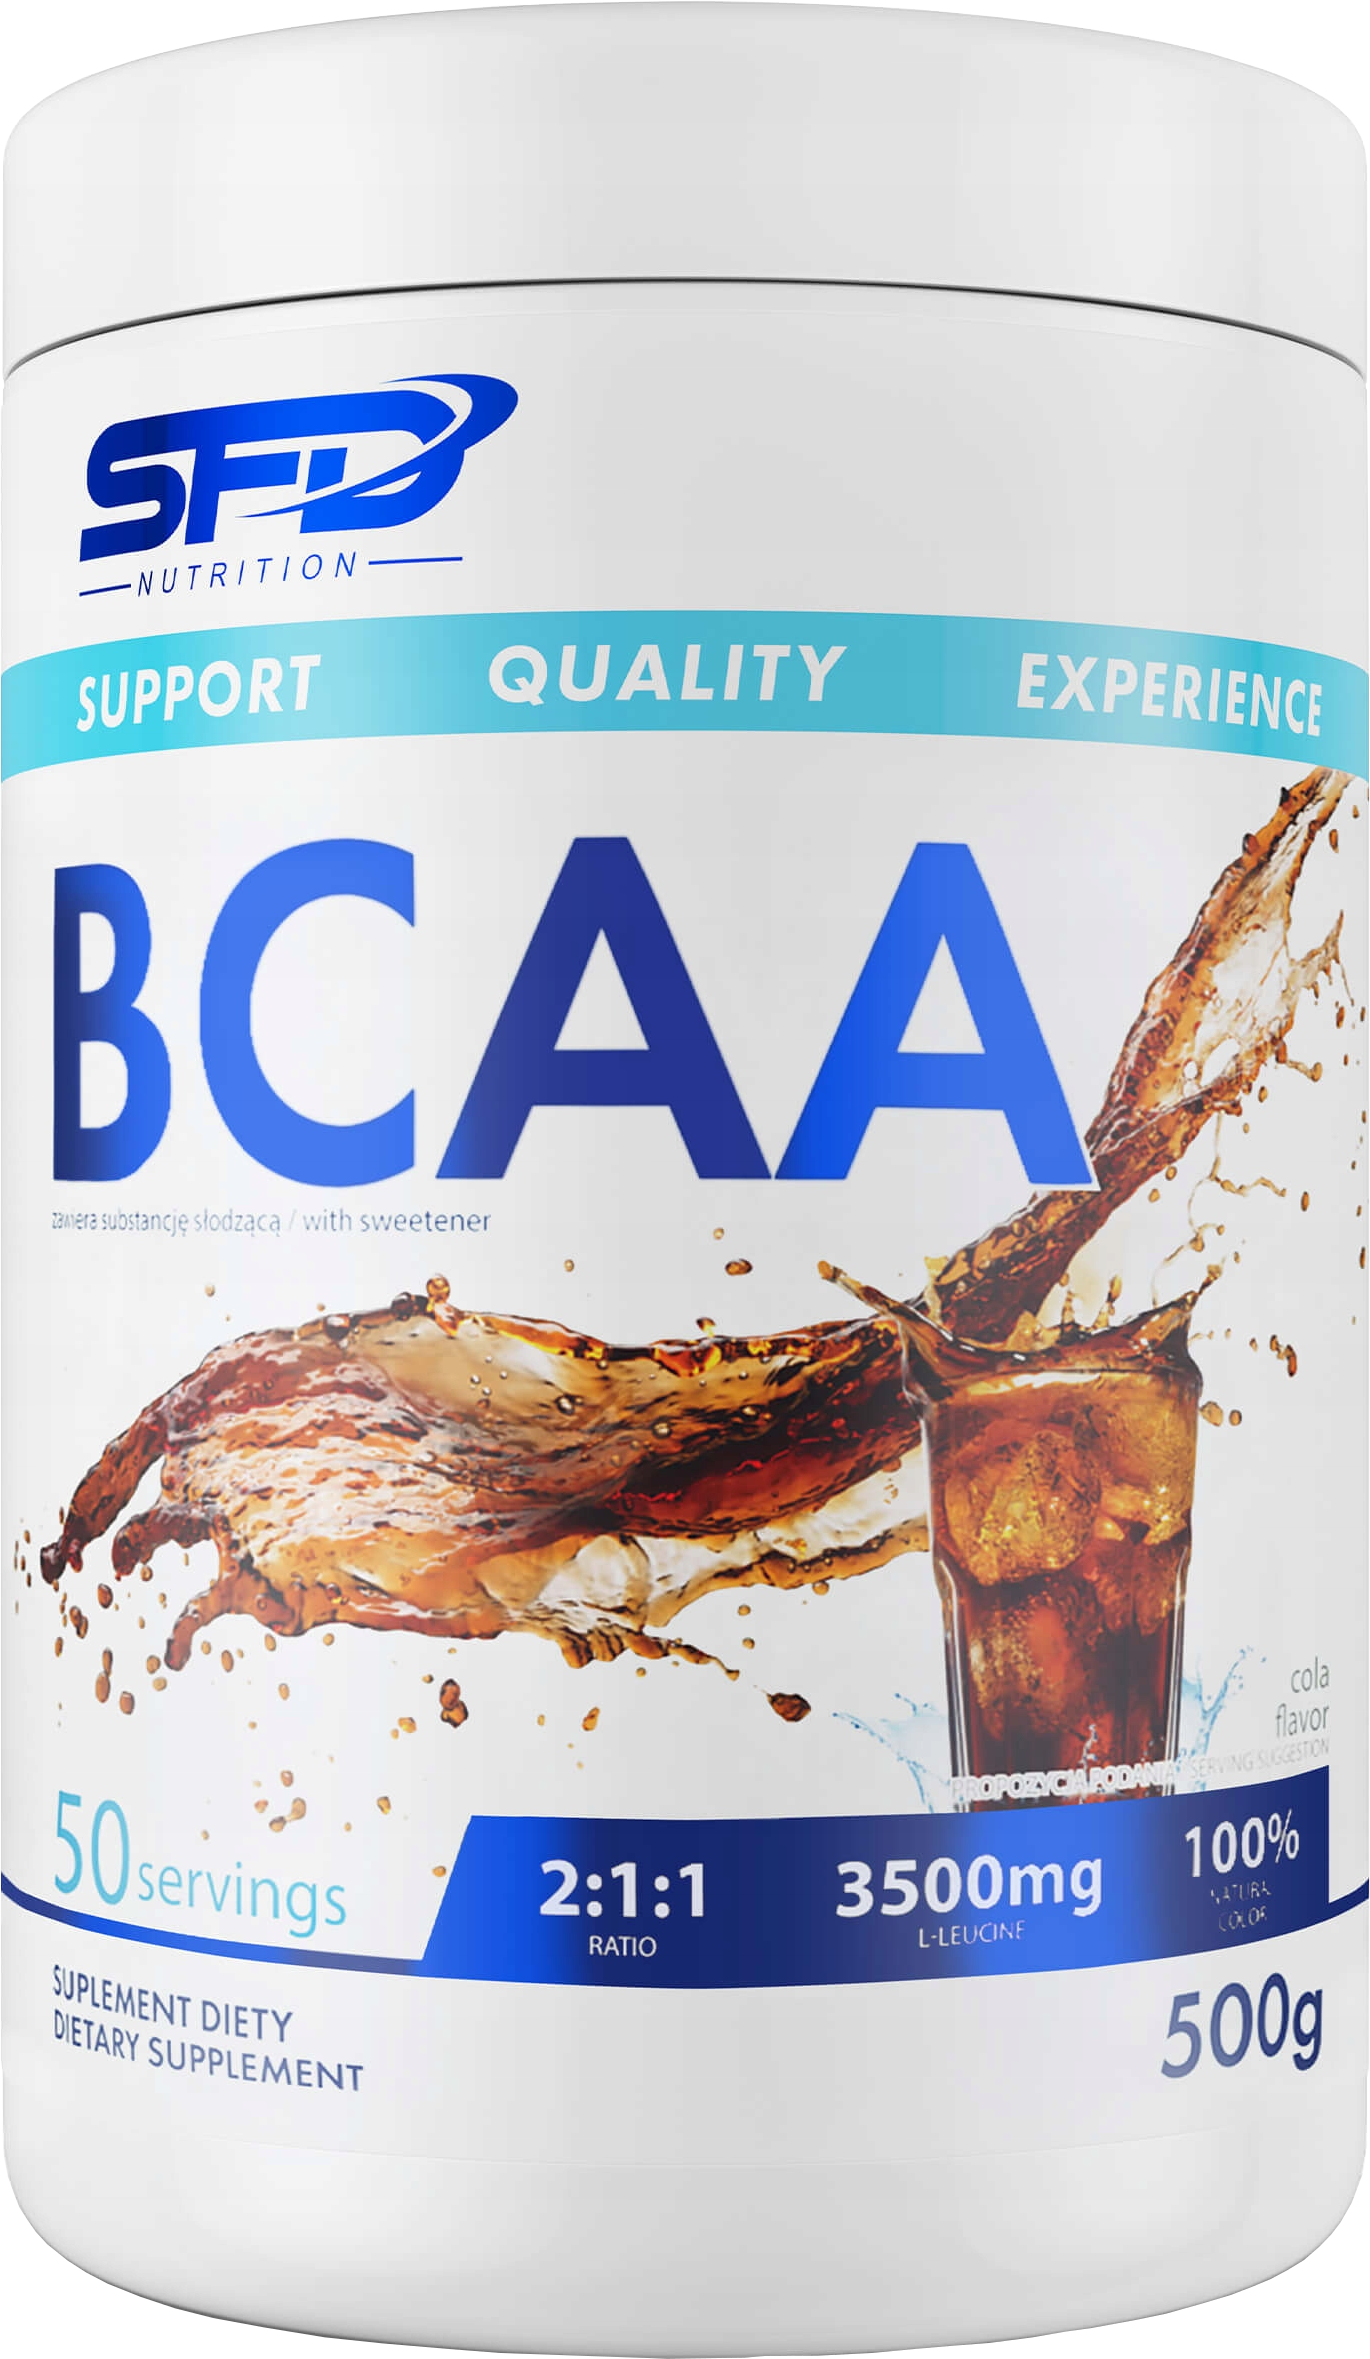 SFD
NUTRITION
SUPPORT QUALITY EXPERIENCE
BCAA
zawiera substancję słodzącą / with sweetener
cola
flavor
PROPOZYCJA PODANIA / SERVING SUGGESTION
50 servings
2:1:1
RATIO
3500mg
L-LEUCINE
100%
NATURAL
COLOR
SUPLEMENT DIETY
DIETARY SUPPLEMENT
500g